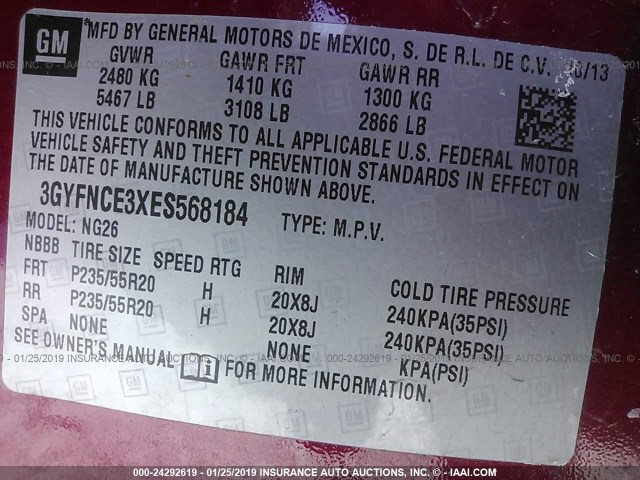 GM
MFD BY GENERAL MOTORS DE MEXICO, S. DE R.L. DE C.V. /13
GVWR GAWR FRT GAWR RR
2480 KG 1410 KG 1300 KG
5467 LB 3108 LB 2866 LB
THIS VEHICLE CONFORMS TO ALL APPLICABLE U.S. FEDERAL MOTOR
VEHICLE SAFETY AND THEFT PREVENTION STANDARDS IN EFFECT ON
THE DATE OF MANUFACTURE SHOWN ABOVE.
3GYFNCE3XES568184 TYPE: M.P.V.
MODEL: NG26
NBBB TIRE SIZE SPEED RTG RIM COLD TIRE PRESSURE
FRT P235/55R20 H 20X8J 240KPA(35PSI)
RR P235/55R20 H 20X8J 240KPA(35PSI)
SPA NONE NONE KPA(PSI)
SEE OWNER'S MANUAL i FOR MORE INFORMATION.
000-24292619 - 01/25/2019 INSURANCE AUTO AUCTIONS, INC. - © IAAI.COM